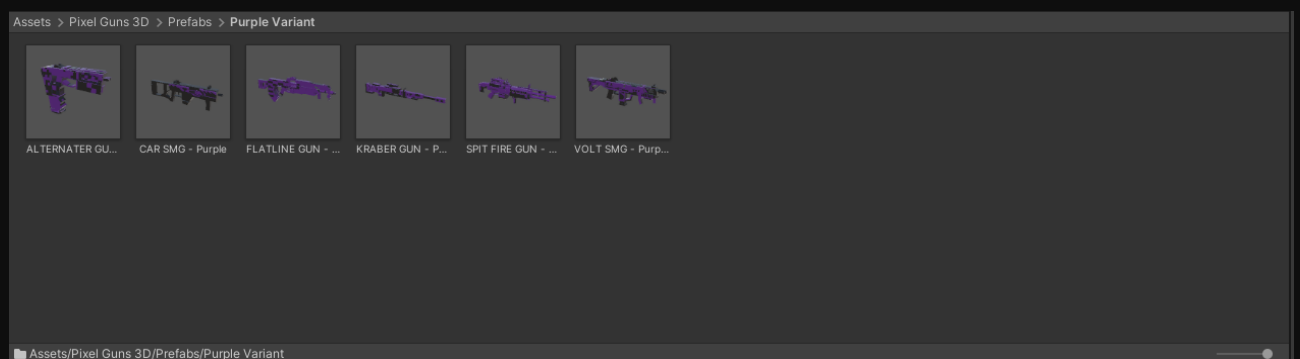 Assets > Pixel Guns 3D > Prefabs > Purple Variant
ALTERNATER GU... CAR SMG - Purple FLATLINE GUN - ... KRABER GUN - P... SPIT FIRE GUN - ... VOLT SMG - Purp...
Assets/Pixel Guns 3D/Prefabs/Purple Variant